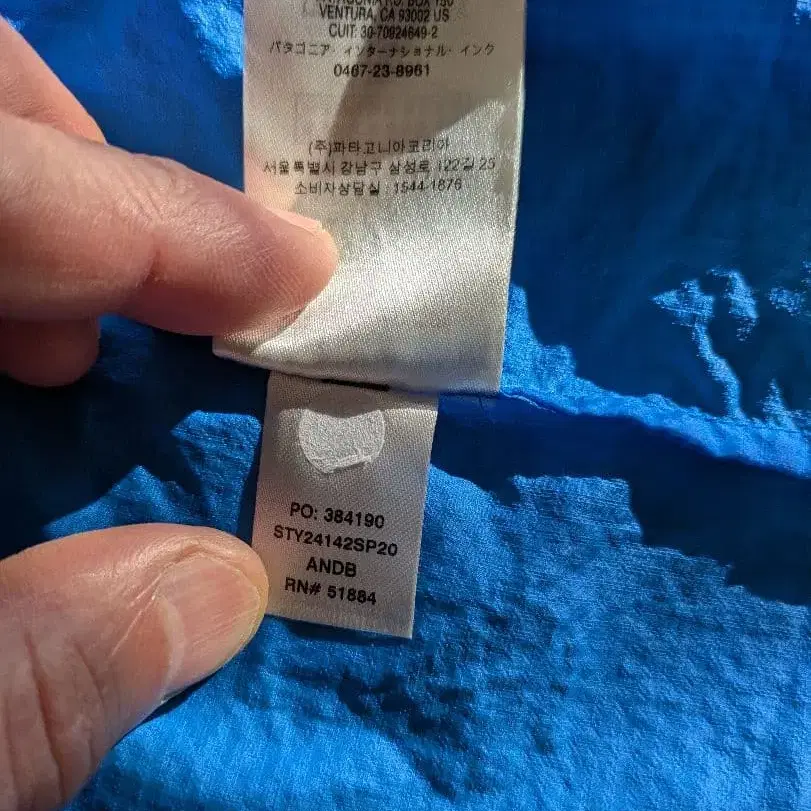 VENTURA, CA 93002 US
CUIT: 30-70924649-2
パタゴニア・インターナショナル・インク
0467-23-8961
(주)파타고니아코리아
서울특별시 강남구 삼성로 122길 25
소비자상담실 : 1544-1876
PO: 384190
STY24142SP20
ANDB
RN# 51884